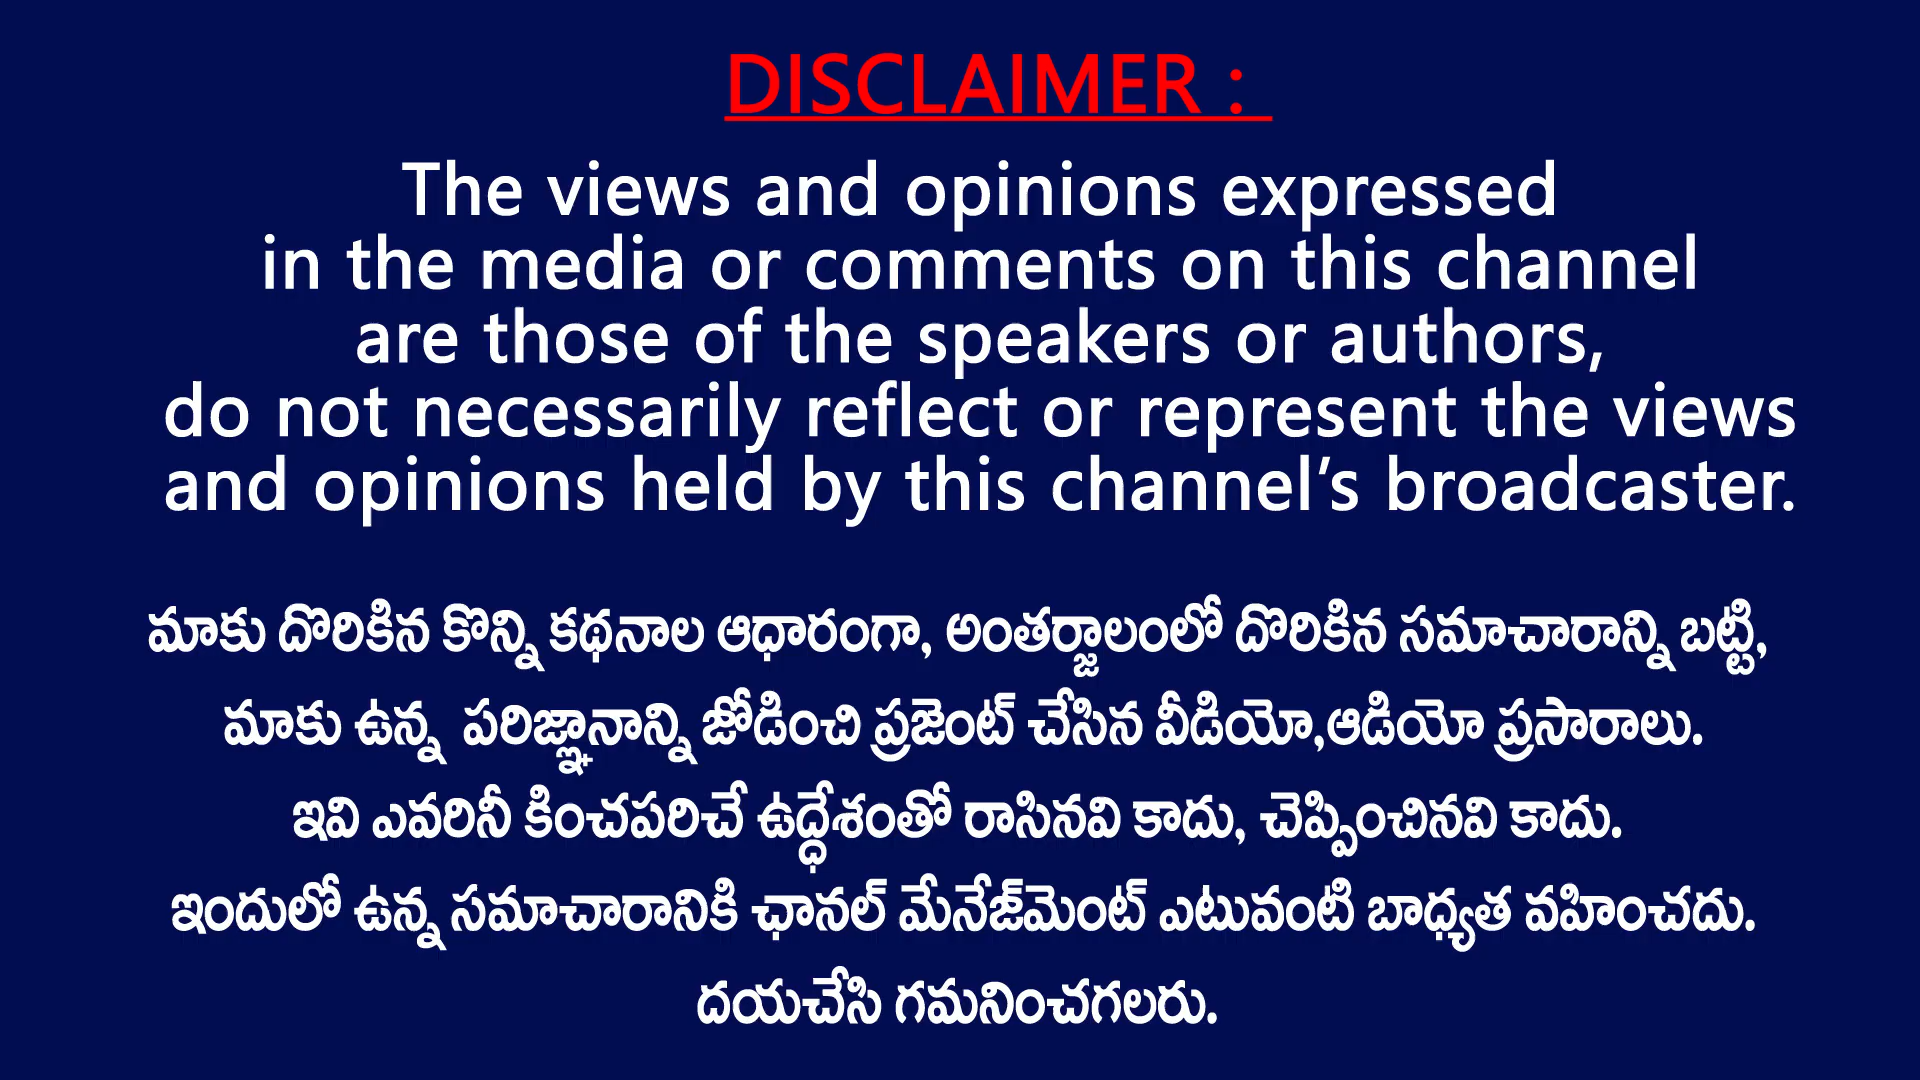 DISCLAIMER :
The views and opinions expressed
in the media or comments on this channel
are those of the speakers or authors,
do not necessarily reflect or represent the views
and opinions held by this channel’s broadcaster.
మాకు దొరికిన కొన్ని కథనాల ఆధారంగా, అంతర్జాలంలో దొరికిన సమాచారాన్ని బట్టి,
మాకు ఉన్న పరిజ్ఞానాన్ని జోడించి ప్రజెంట్ చేసిన వీడియో,ఆడియో ప్రసారాలు.
ఇవి ఎవరినీ కించపరిచే ఉద్ధేశంతో రాసినవి కాదు, చెప్పించినవి కాదు.
ఇందులో ఉన్న సమాచారానికి ఛానల్ మేనేజ్‌మెంట్ ఎటువంటి బాధ్యత వహించదు.
దయచేసి గమనించగలరు.